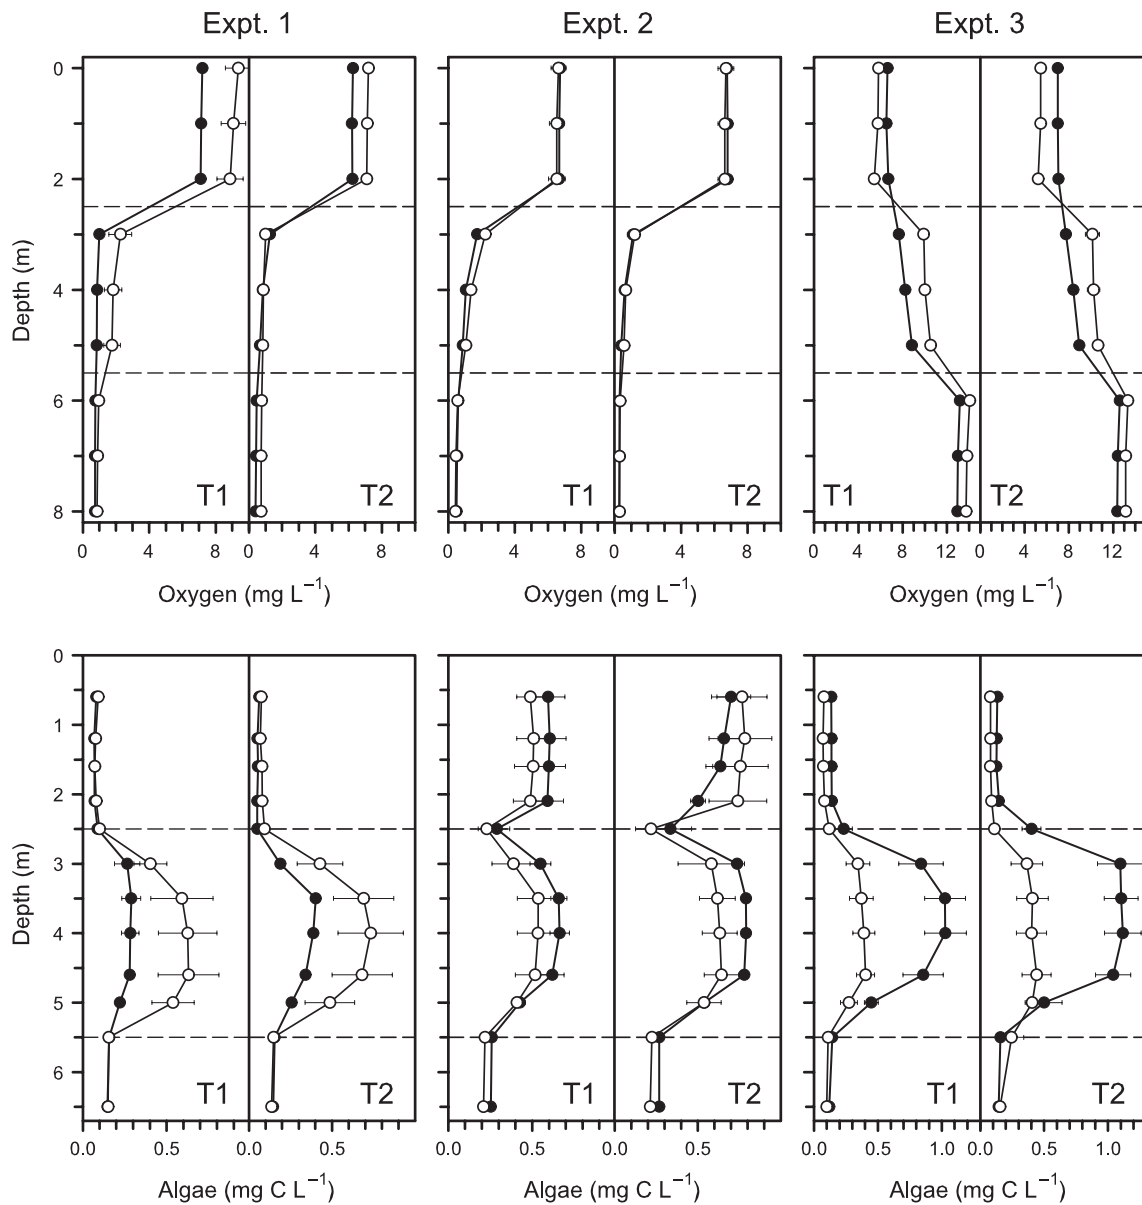 Expt. 1 Expt. 2 Expt. 3
0
2
Depth (m)
4
6
8
T1 T2 T1 T2 T1 T2
0 4 8 0 4 8 0 4 8 0 4 8 0 4 8 12 0 4 8 12
Oxygen (mg L⁻¹) Oxygen (mg L⁻¹) Oxygen (mg L⁻¹)
0
1
2
3
Depth (m)
4
5
6
T1 T2 T1 T2 T1 T2
0.0 0.5 0.0 0.5 0.0 0.5 0.0 0.5 0.0 0.5 1.0 0.0 0.5 1.0
Algae (mg C L⁻¹) Algae (mg C L⁻¹) Algae (mg C L⁻¹)